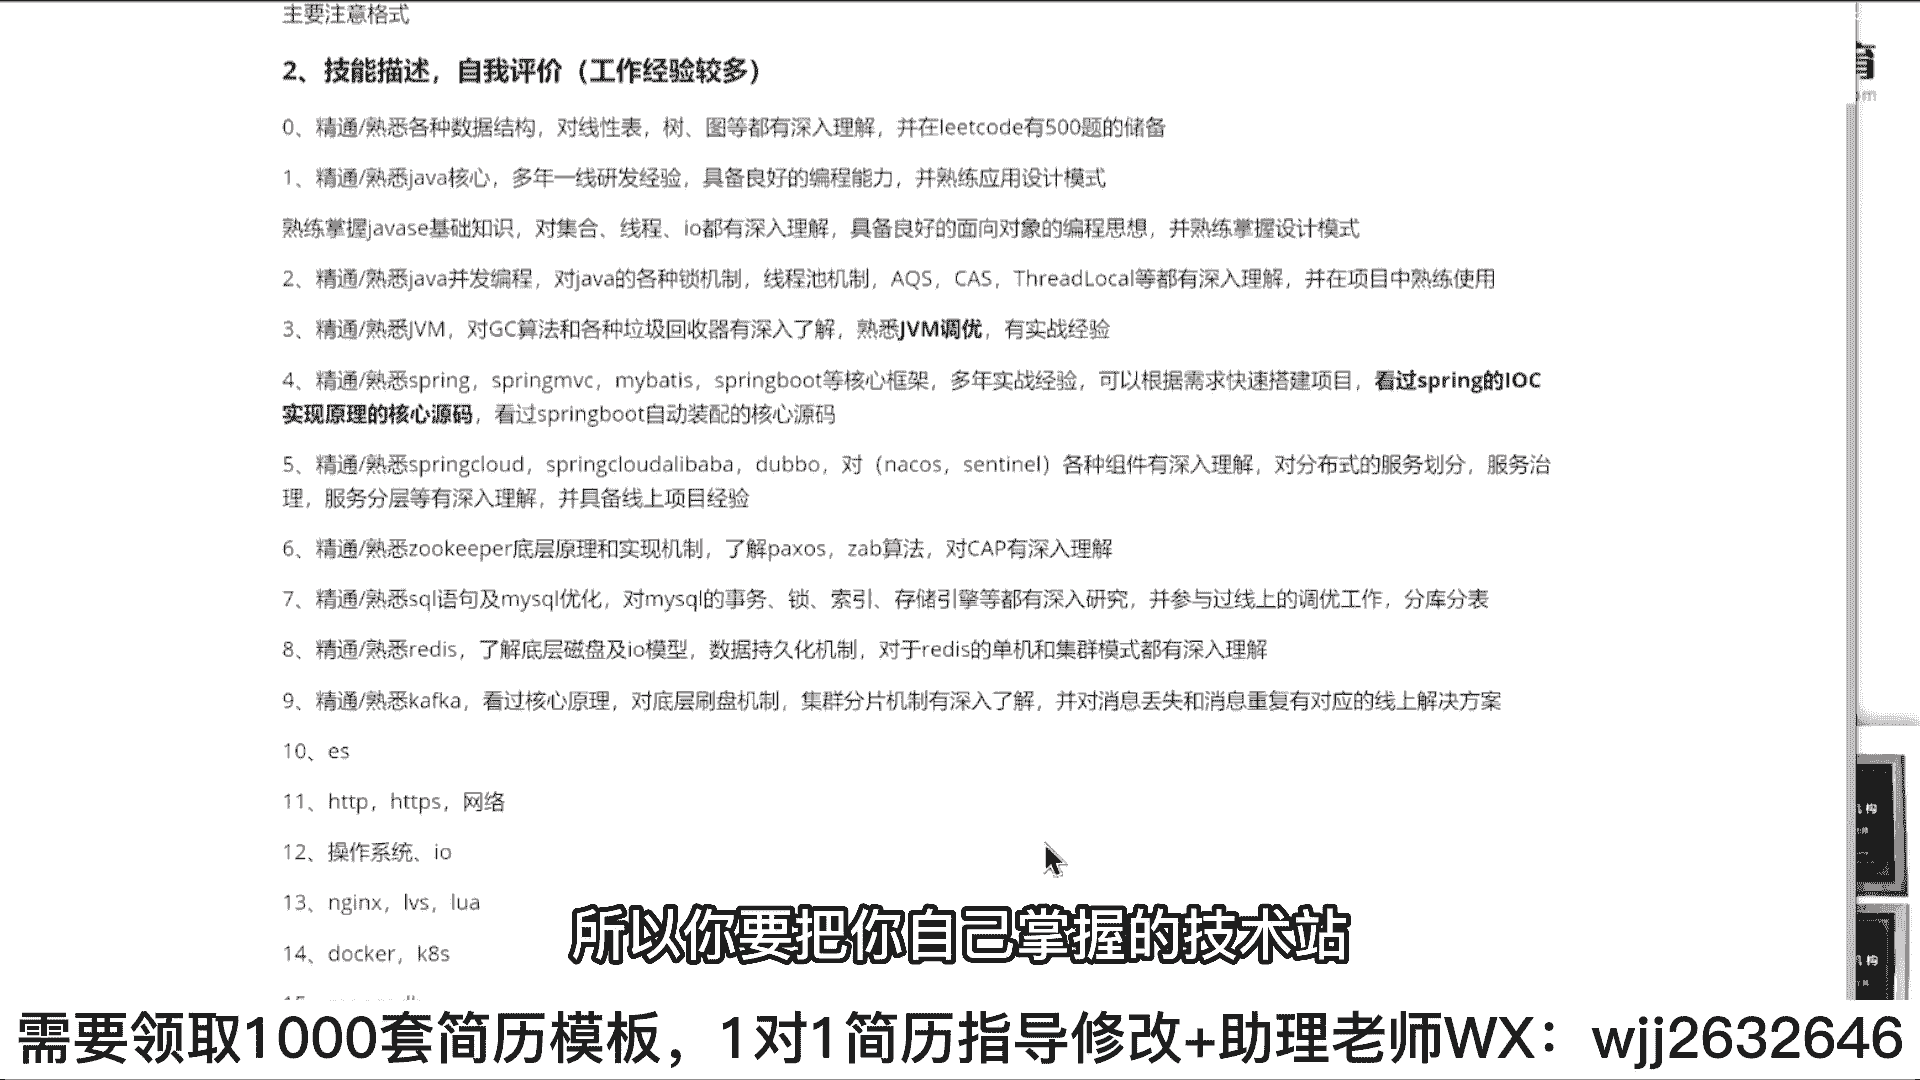 主要注意格式
2、技能描述，自我评价（工作经验较多）
0、精通/熟悉各种数据结构，对线性表，树、图等都有深入理解，并在leetcode有500题的储备
1、精通/熟悉java核心，多年一线研发经验，具备良好的编程能力，并熟练应用设计模式
熟练掌握javase基础知识，对集合、线程、io都有深入理解，具备良好的面向对象的编程思想，并熟练掌握设计模式
2、精通/熟悉java并发编程，对java的各种锁机制，线程池机制，AQS，CAS，ThreadLocal等都有深入理解，并在项目中熟练使用
3、精通/熟悉JVM，对GC算法和各种垃圾回收器有深入了解，熟悉JVM调优，有实战经验
4、精通/熟悉spring，springmvc，mybatis，springboot等核心框架，多年实战经验，可以根据需求快速搭建项目，看过spring的IOC
实现原理的核心源码，看过springboot自动装配的核心源码
5、精通/熟悉springcloud，springcloudalibaba，dubbo，对（nacos，sentinel）各种组件有深入理解，对分布式的服务划分，服务治
理，服务分层等有深入理解，并具备线上项目经验
6、精通/熟悉zookeeper底层原理和实现机制，了解paxos，zab算法，对CAP有深入理解
7、精通/熟悉sql语句及mysql优化，对mysql的事务、锁、索引、存储引擎等都有深入研究，并参与过线上的调优工作，分库分表
8、精通/熟悉redis，了解底层磁盘及io模型，数据持久化机制，对于redis的单机和集群模式都有深入理解
9、精通/熟悉kafka，看过核心原理，对底层刷盘机制，集群分片机制有深入了解，并对消息丢失和消息重复有对应的线上解决方案
10、es
11、http，https，网络
12、操作系统、io
13、nginx，lvs，lua
14、docker，k8s
所以你要把你自己掌握的技术站
需要领取1000套简历模板，1对1简历指导修改+助理老师WX：wjj2632646
育
om
机构
机构